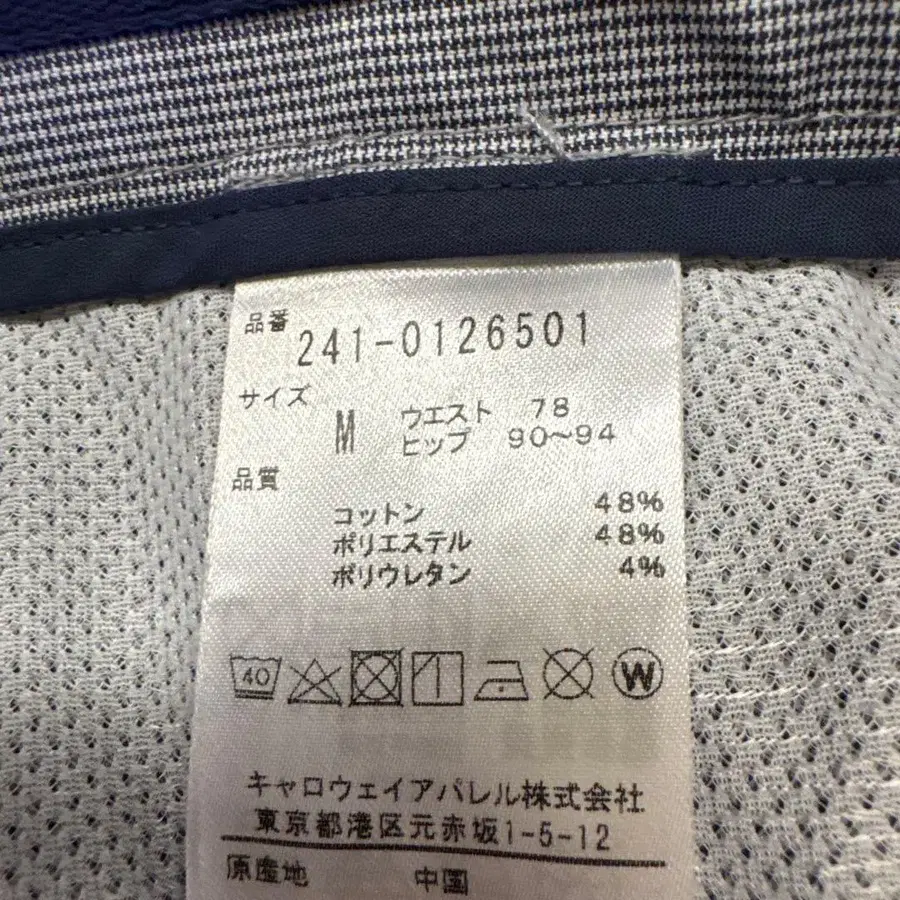 品番 241-0126501
サイズ M ウエスト 78
ヒップ 90~94
品質
コットン 48%
ポリエステル 48%
ポリウレタン 4%
40 W
キャロウェイアパレル株式会社
東京都港区元赤坂1-5-12
原産地 中国